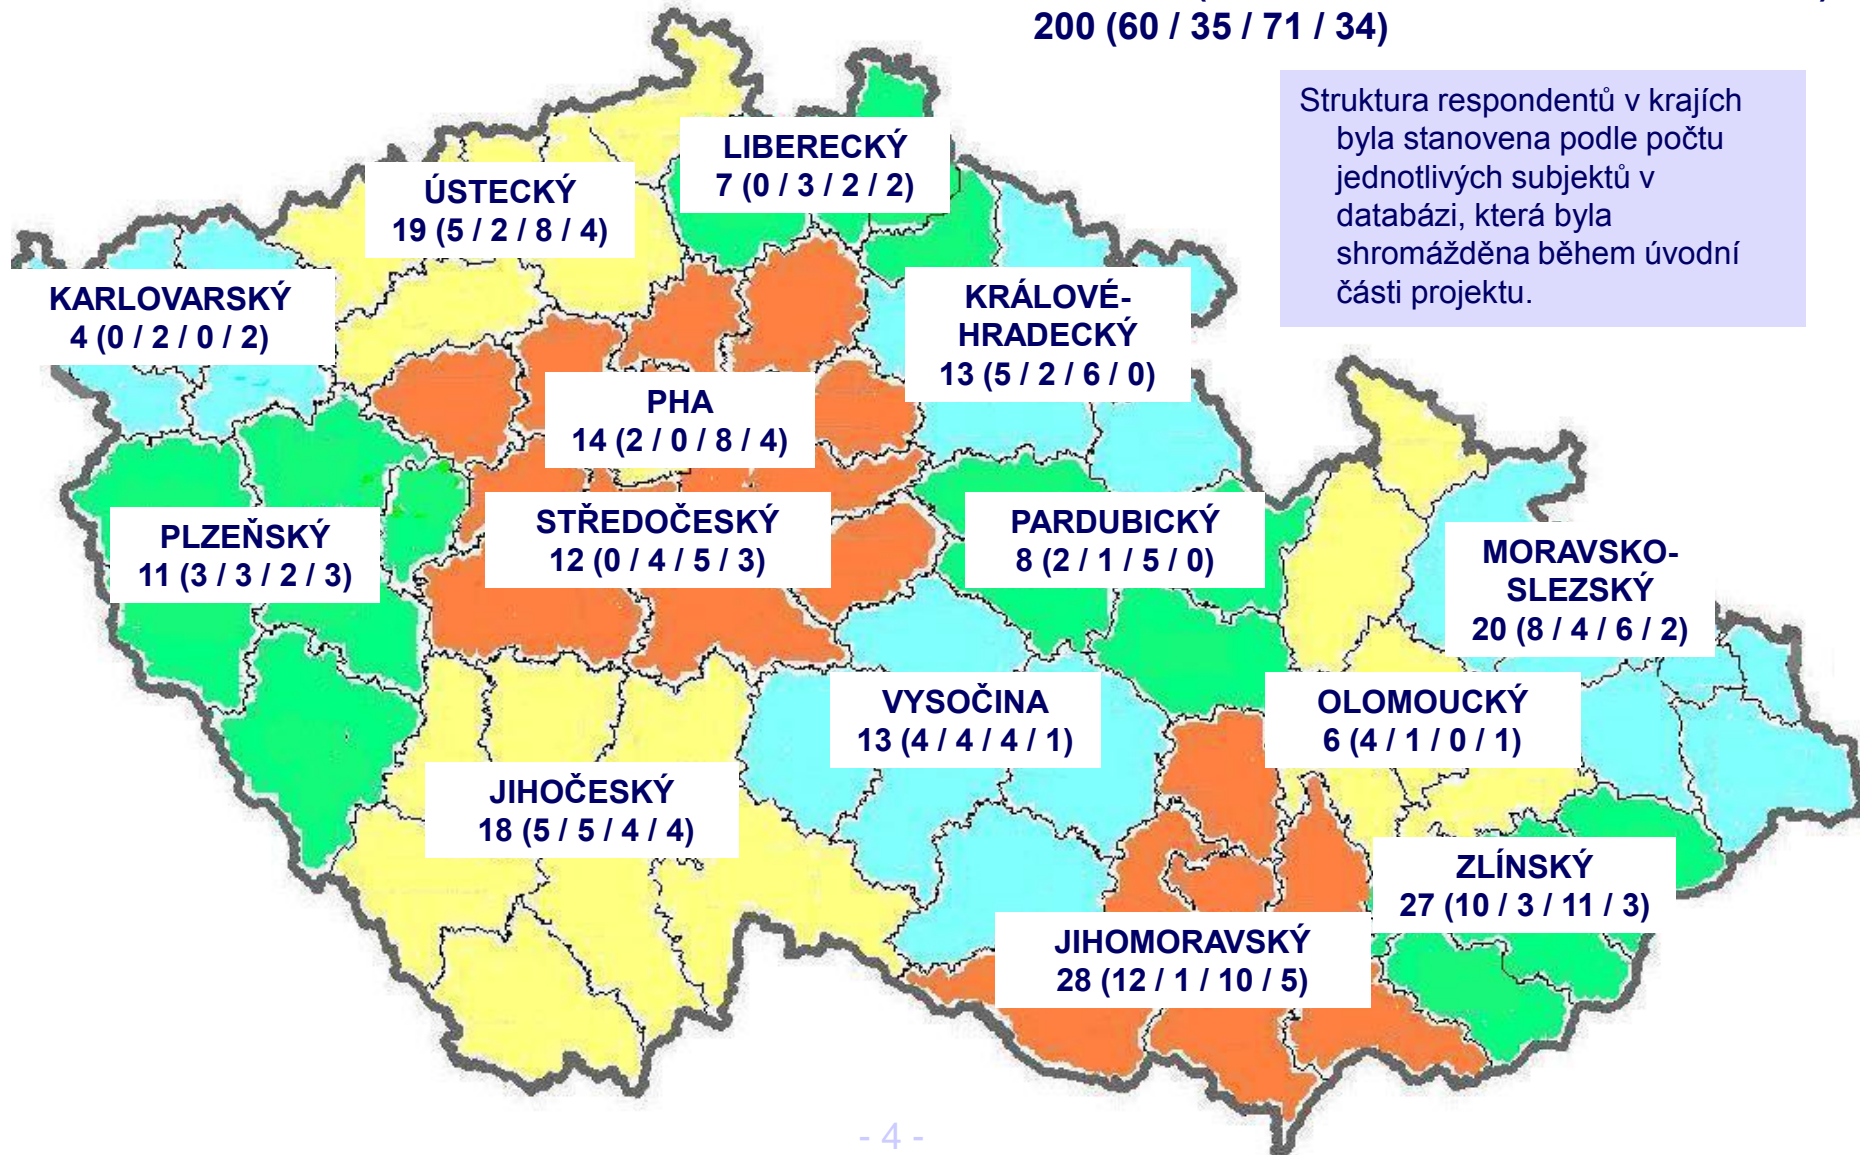 200 (60 / 35 / 71 / 34)
Struktura respondentů v krajích
byla stanovena podle počtu
jednotlivých subjektů v
databázi, která byla
shromážděna během úvodní
části projektu.
LIBERECKÝ
7 (0 / 3 / 2 / 2)
ÚSTECKÝ
19 (5 / 2 / 8 / 4)
KARLOVARSKÝ
4 (0 / 2 / 0 / 2)
KRÁLOVÉ-
HRADECKÝ
13 (5 / 2 / 6 / 0)
PHA
14 (2 / 0 / 8 / 4)
PLZEŇSKÝ
11 (3 / 3 / 2 / 3)
STŘEDOČESKÝ
12 (0 / 4 / 5 / 3)
PARDUBICKÝ
8 (2 / 1 / 5 / 0)
MORAVSKO-
SLEZSKÝ
20 (8 / 4 / 6 / 2)
VYSOČINA
13 (4 / 4 / 4 / 1)
OLOMOUCKÝ
6 (4 / 1 / 0 / 1)
JIHOČESKÝ
18 (5 / 5 / 4 / 4)
ZLÍNSKÝ
27 (10 / 3 / 11 / 3)
JIHOMORAVSKÝ
28 (12 / 1 / 10 / 5)
- 4 -